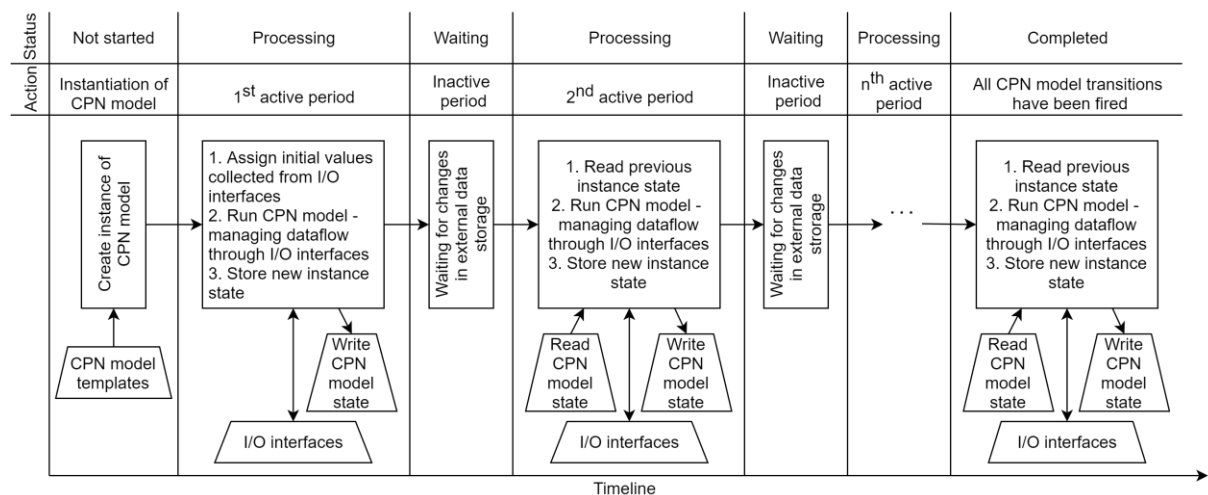 Status
Not started
Processing
Waiting
Processing
Waiting
Processing
Completed
Action
Instantiation of
CPN model
1st active period
Inactive
period
2nd active period
Inactive
period
nth active
period
All CPN model transitions
have been fired
Create instance of
CPN model
1. Assign initial values
collected from I/O
interfaces
2. Run CPN model -
managing dataflow
through I/O interfaces
3. Store new instance
state
Waiting for changes
in external data
storage
1. Read previous
instance state
2. Run CPN model -
managing dataflow
through I/O interfaces
3. Store new instance
state
Waiting for changes
in external data
strorage
...
1. Read previous
instance state
2. Run CPN model -
managing dataflow
through I/O interfaces
3. Store new instance
state
CPN model
templates
Write
CPN
model
state
I/O interfaces
Read
CPN
model
state
Write
CPN
model
state
I/O interfaces
Read
CPN
model
state
Write
CPN
model
state
I/O interfaces
Timeline